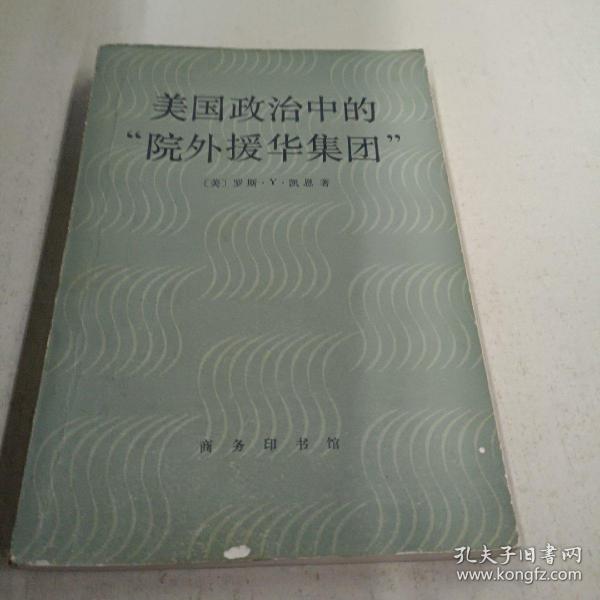 美国政治中的
“院外援华集团”
〔美〕罗斯·Y·凯恩著
商务印书馆
孔夫子旧书网
www.kongfz.com